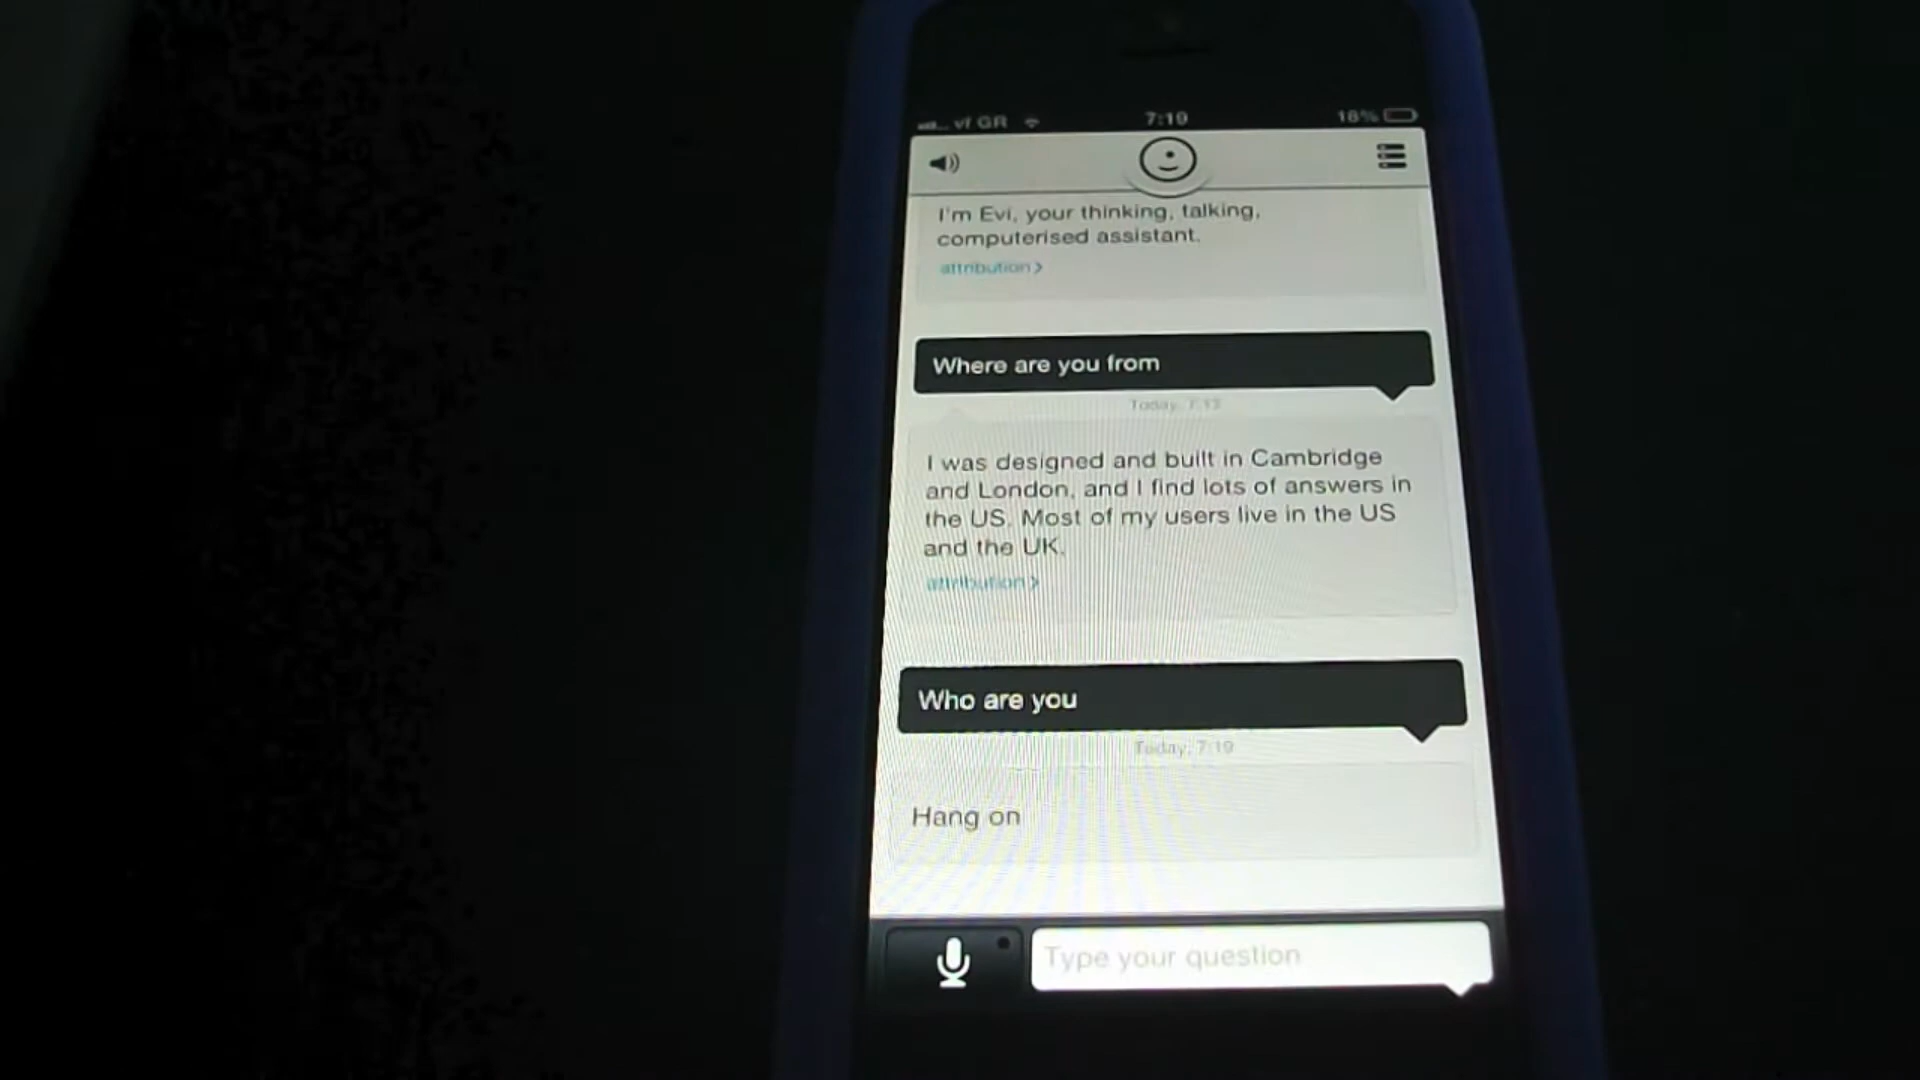 vf GR
7:19
16%
I'm Evi, your thinking, talking,
computerised assistant.
attribution >
Where are you from
Today, 7:13
I was designed and built in Cambridge
and London, and I find lots of answers in
the US. Most of my users live in the US
and the UK.
attribution >
Who are you
Today, 7:19
Hang on
Type your question